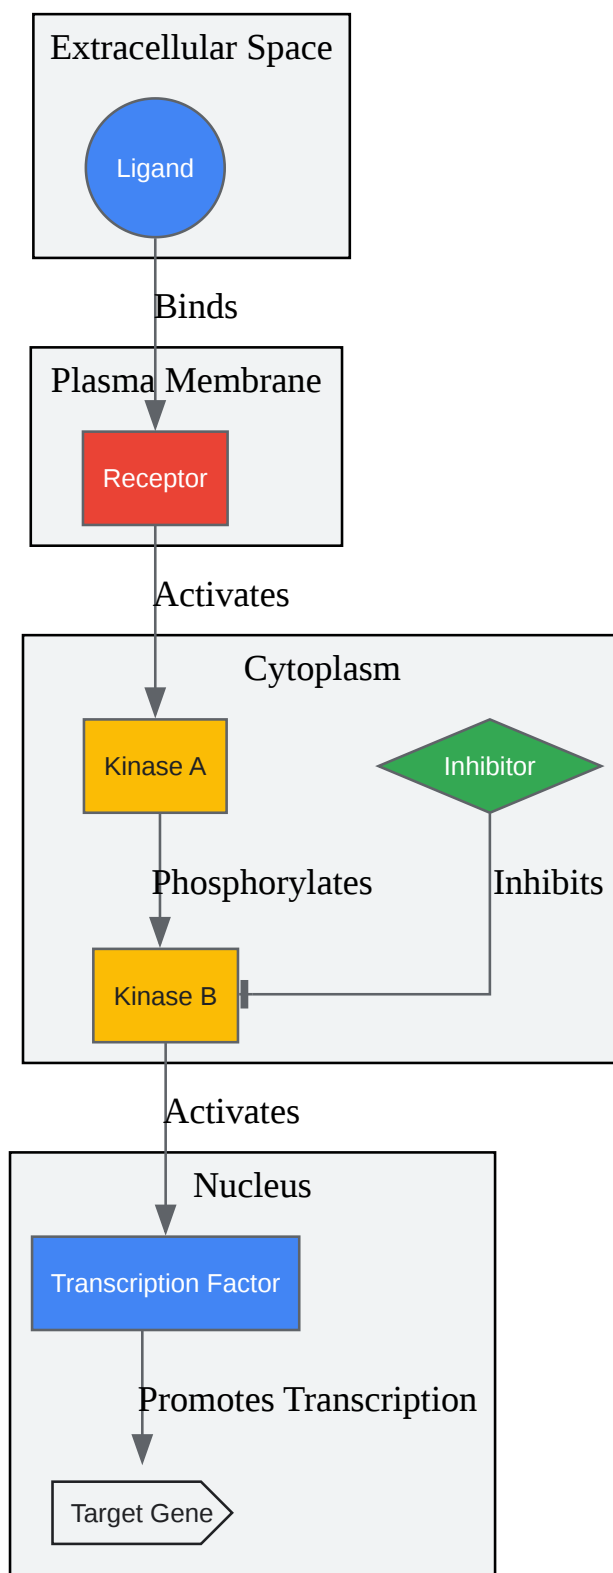 Extracellular Space
Ligand
Binds
Plasma Membrane
Receptor
Activates
Cytoplasm
Kinase A
Inhibitor
Phosphorylates
Inhibits
Kinase B
Activates
Nucleus
Transcription Factor
Promotes Transcription
Target Gene